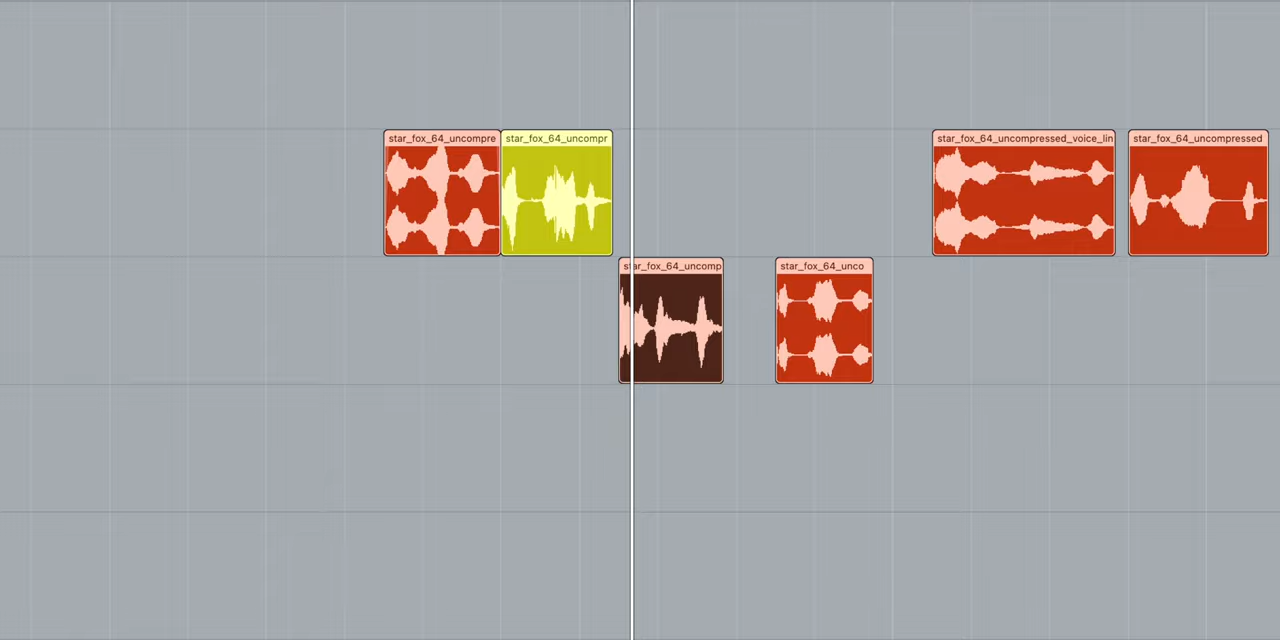 star_fox_64_uncompre
star_fox_64_uncompr
star_fox_64_uncompressed_voice_lin
star_fox_64_uncompressed
star_fox_64_uncomp
star_fox_64_unco